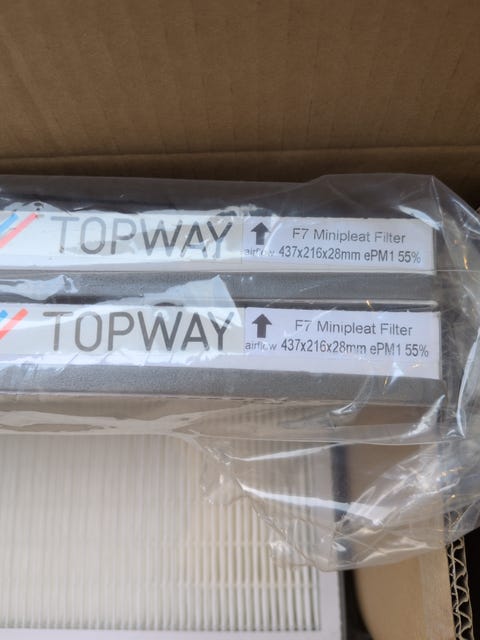 TOPWAY
F7 Minipleat Filter
airflow 437x216x28mm ePM1 55%
TOPWAY
F7 Minipleat Filter
airflow 437x216x28mm ePM1 55%